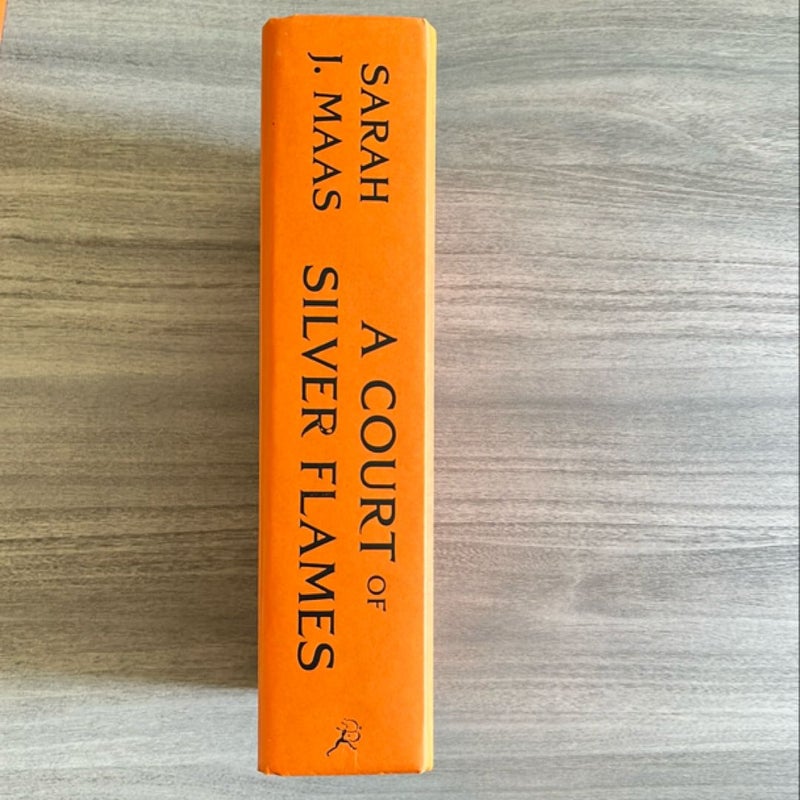 SARAH
J. MAAS
A COURT OF
SILVER FLAMES